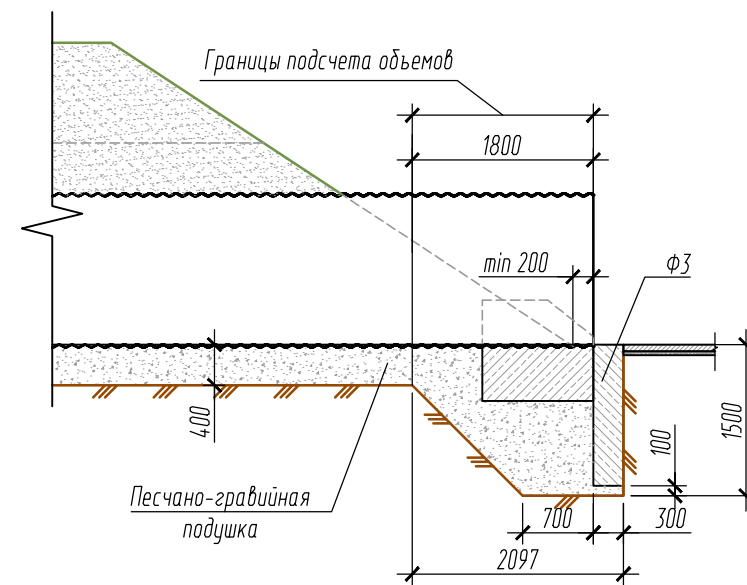 Границы подсчета объемов
1800
min 200
Ф3
400
100
1500
Песчано-гравийная
подушка
700
300
2097